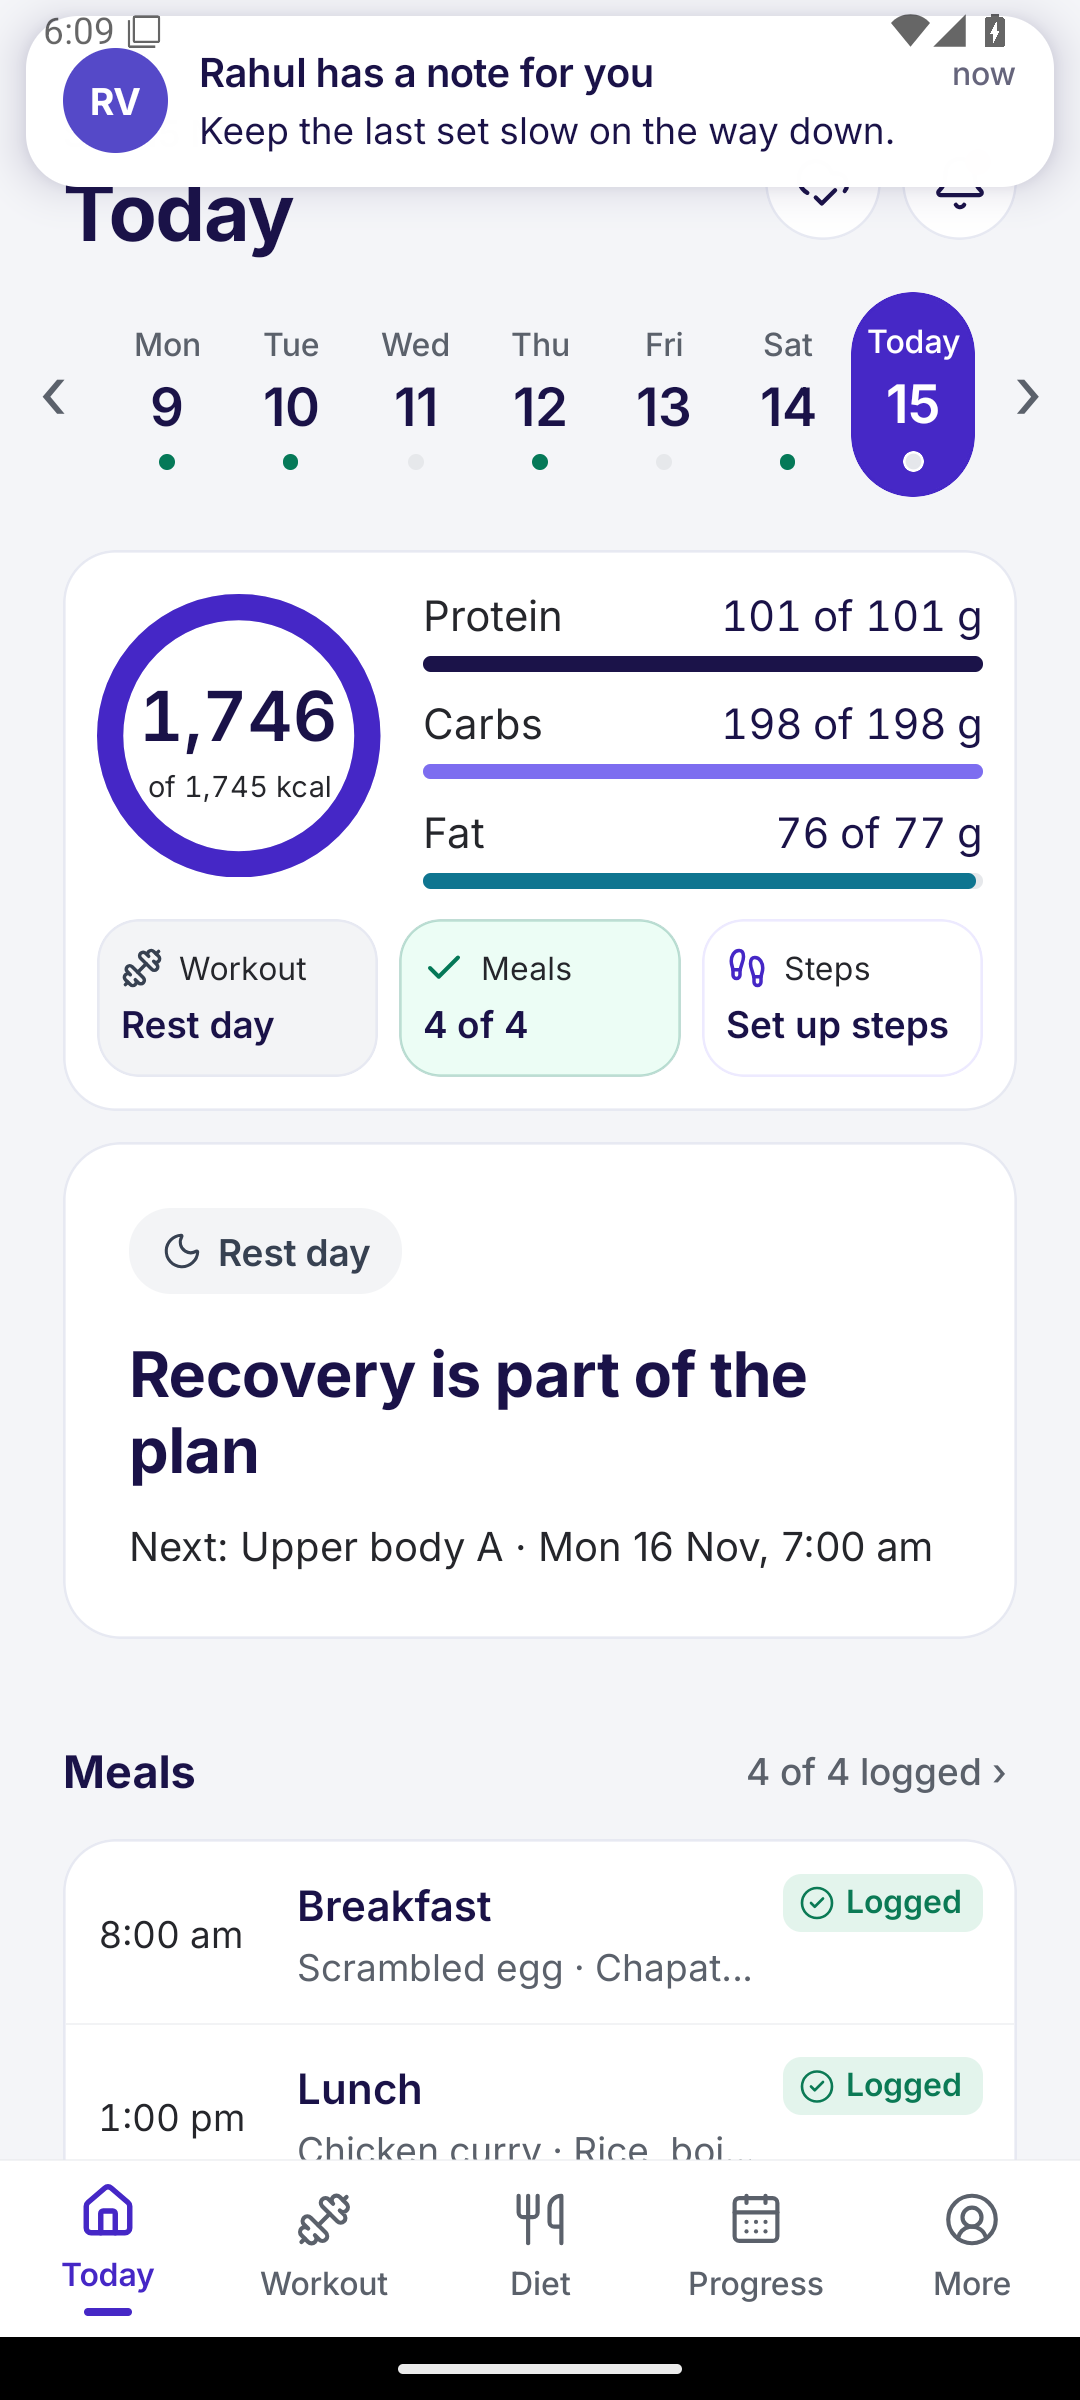 6:09
RV
Rahul has a note for you
now
Keep the last set slow on the way down.
Today
Mon
Tue
Wed
Thu
Fri
Sat
Today
9
10
11
12
13
14
15
1,746
of 1,745 kcal
Protein
101 of 101 g
Carbs
198 of 198 g
Fat
76 of 77 g
Workout
Rest day
Meals
4 of 4
Steps
Set up steps
Rest day
Recovery is part of the
plan
Next: Upper body A · Mon 16 Nov, 7:00 am
Meals
4 of 4 logged ›
8:00 am
Breakfast
Logged
Scrambled egg · Chapat...
1:00 pm
Lunch
Logged
Chicken curry · Rice, boi...
Today
Workout
Diet
Progress
More